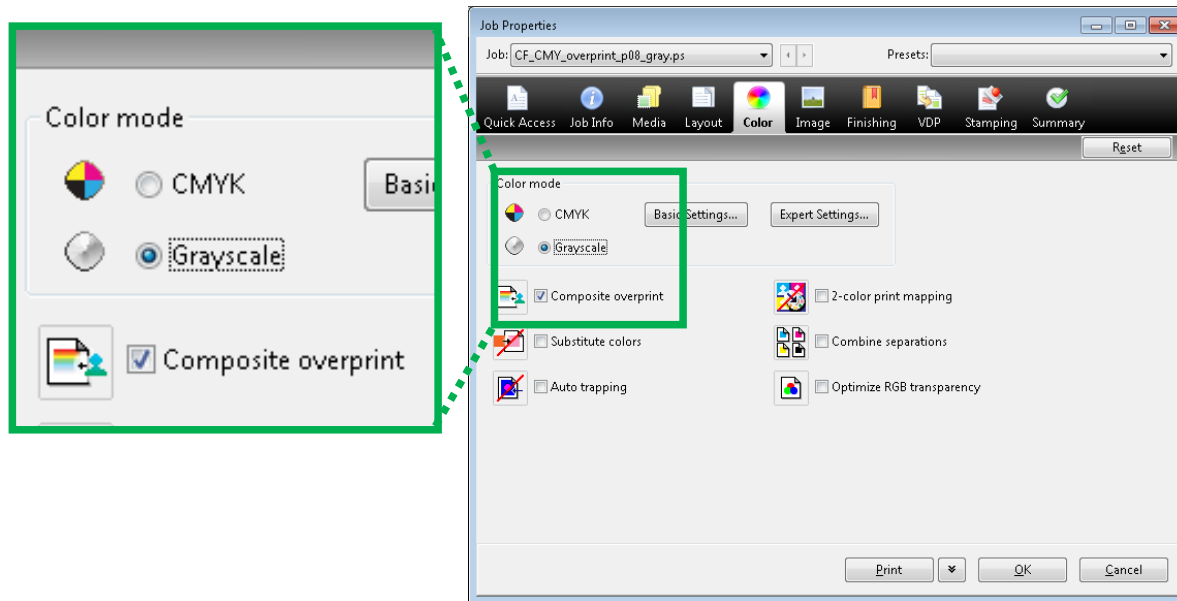 Color mode
CMYK
Basi
Grayscale
Composite overprint
Job Properties
Job: CF_CMY_overprint_p08_gray.ps
Presets:
Quick Access Job Info Media Layout Color Image Finishing VDP Stamping Summary
Reset
Color mode
CMYK Basic Settings... Expert Settings...
Grayscale
Composite overprint 2-color print mapping
Substitute colors Combine separations
Auto trapping Optimize RGB transparency
Print OK Cancel